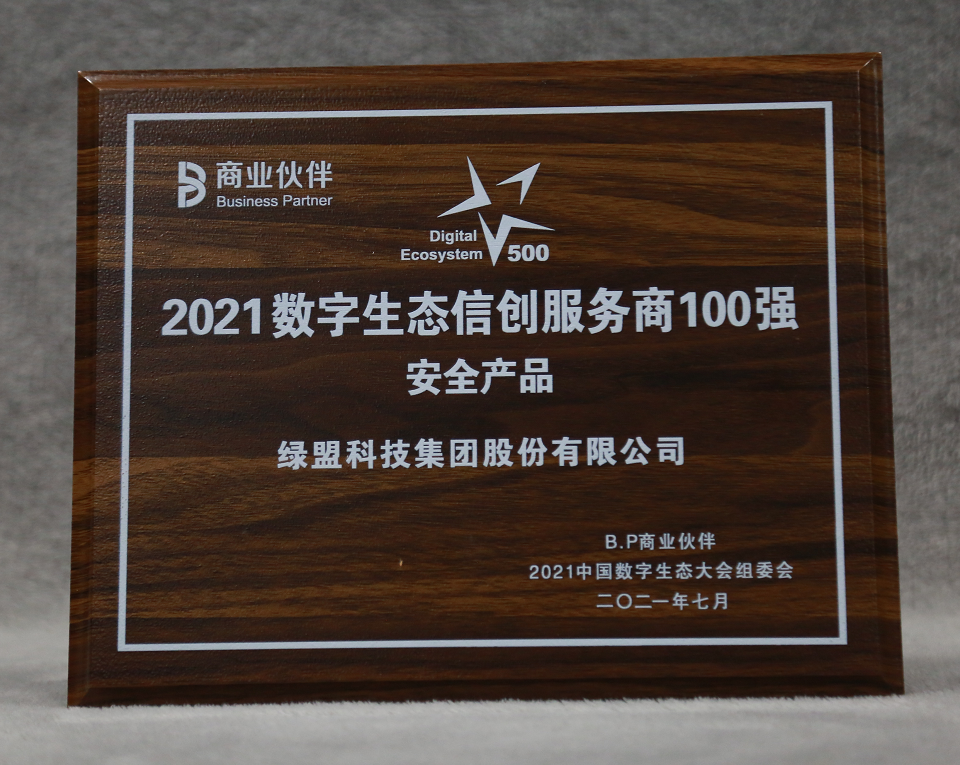 商业伙伴
Business Partner
Digital
Ecosystem 500
2021数字生态信创服务商100强
安全产品
绿盟科技集团股份有限公司
B.P商业伙伴
2021中国数字生态大会组委会
二〇二一年七月